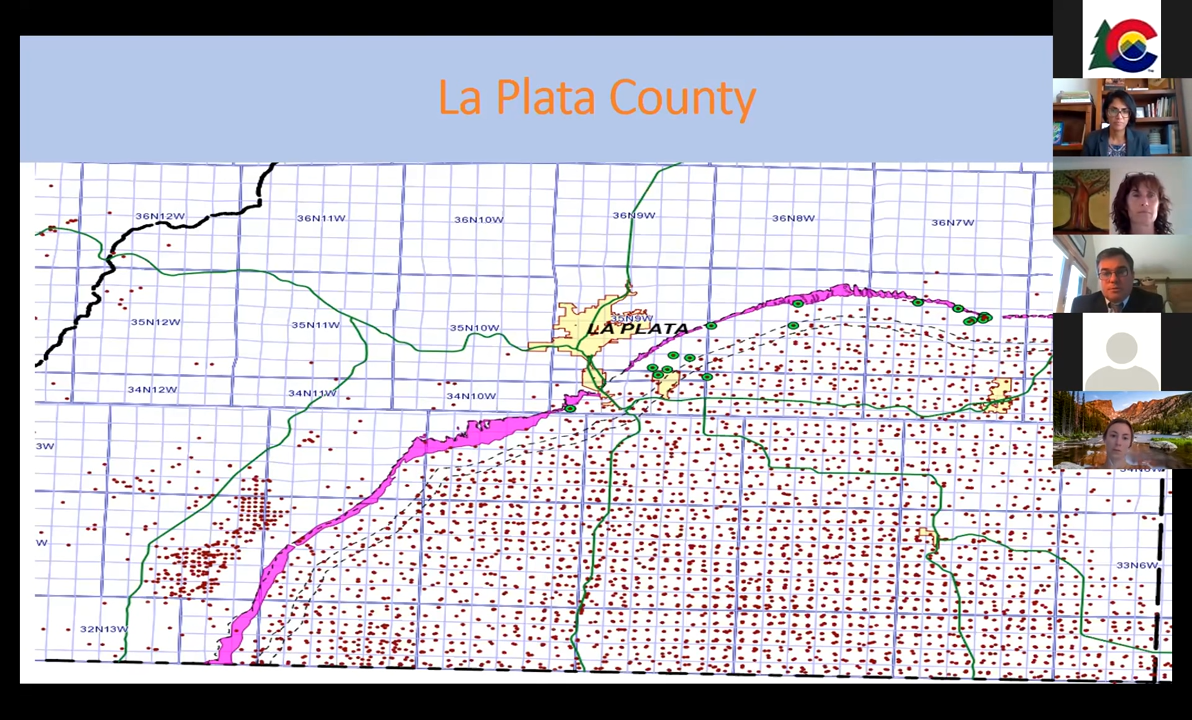 La Plata County
36N12W
36N11W
36N10W
36N9W
36N8W
36N7W
35N12W
35N11W
35N10W
35N9W
LA PLATA
34N12W
34N11W
34N10W
3W
W
33N6W
32N13W